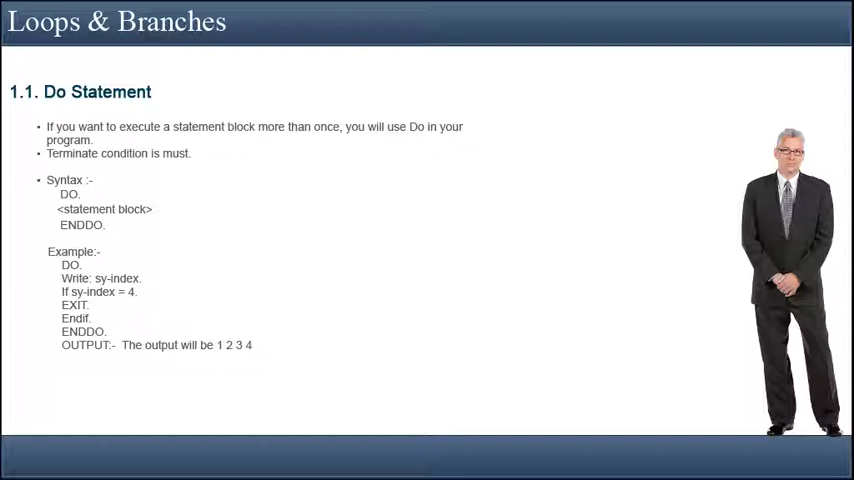 Loops & Branches
1.1. Do Statement
▪ If you want to execute a statement block more than once, you will use Do in your
program.
▪ Terminate condition is must.
▪ Syntax :-
DO.
<statement block>
ENDDO.
Example:-
DO.
Write: sy-index.
If sy-index = 4.
EXIT.
Endif.
ENDDO.
OUTPUT:- The output will be 1 2 3 4